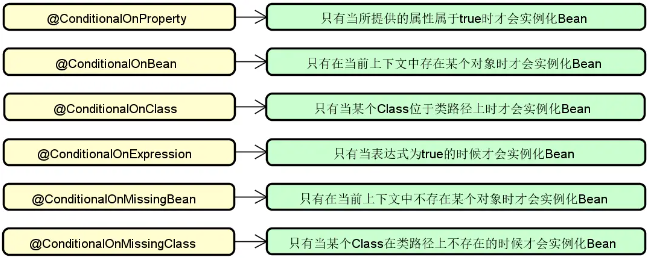 @ConditionalOnProperty 只有当所提供的属性属于true时才会实例化Bean
@ConditionalOnBean 只有在当前上下文中存在某个对象时才会实例化Bean
@ConditionalOnClass 只有当某个Class位于类路径上时才会实例化Bean
@ConditionalOnExpression 只有当表达式为true的时候才会实例化Bean
@ConditionalOnMissingBean 只有在当前上下文中不存在某个对象时才会实例化Bean
@ConditionalOnMissingClass 只有当某个Class在类路径上不存在的时候才会实例化Bean